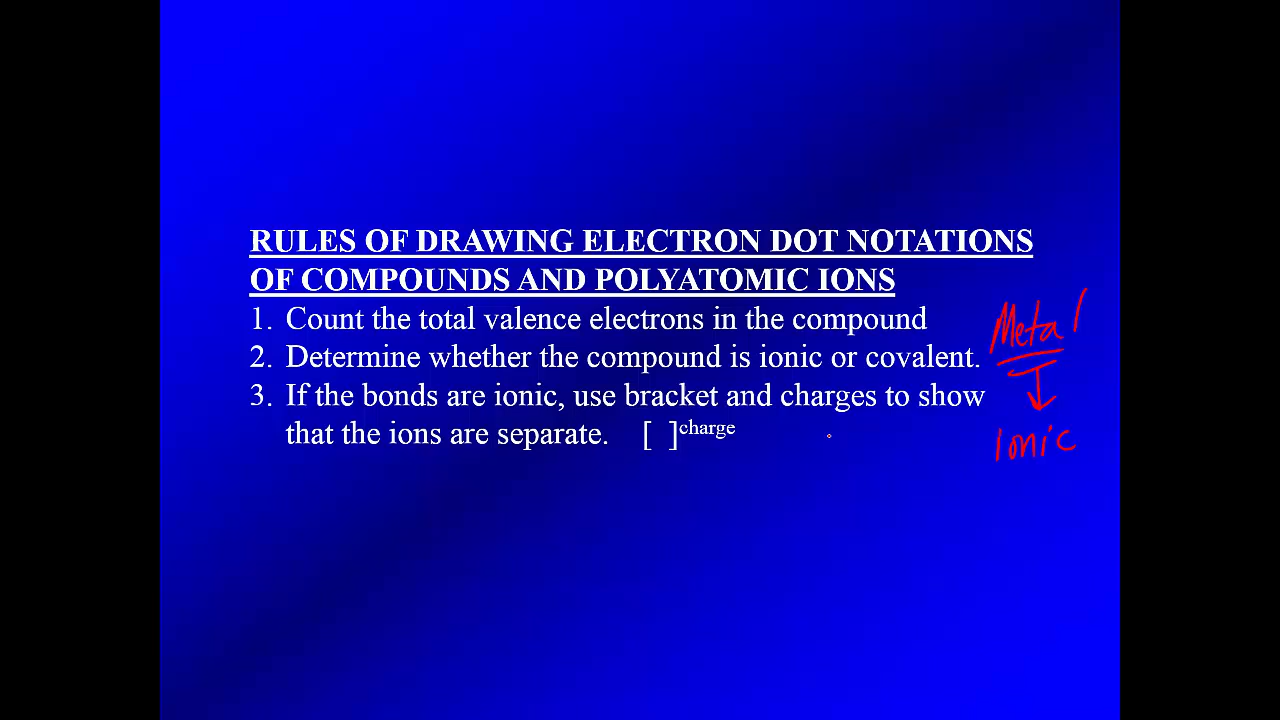 RULES OF DRAWING ELECTRON DOT NOTATIONS
OF COMPOUNDS AND POLYATOMIC IONS
1. Count the total valence electrons in the compound
2. Determine whether the compound is ionic or covalent.
3. If the bonds are ionic, use bracket and charges to show
that the ions are separate. [ ]charge
Metal
Ionic